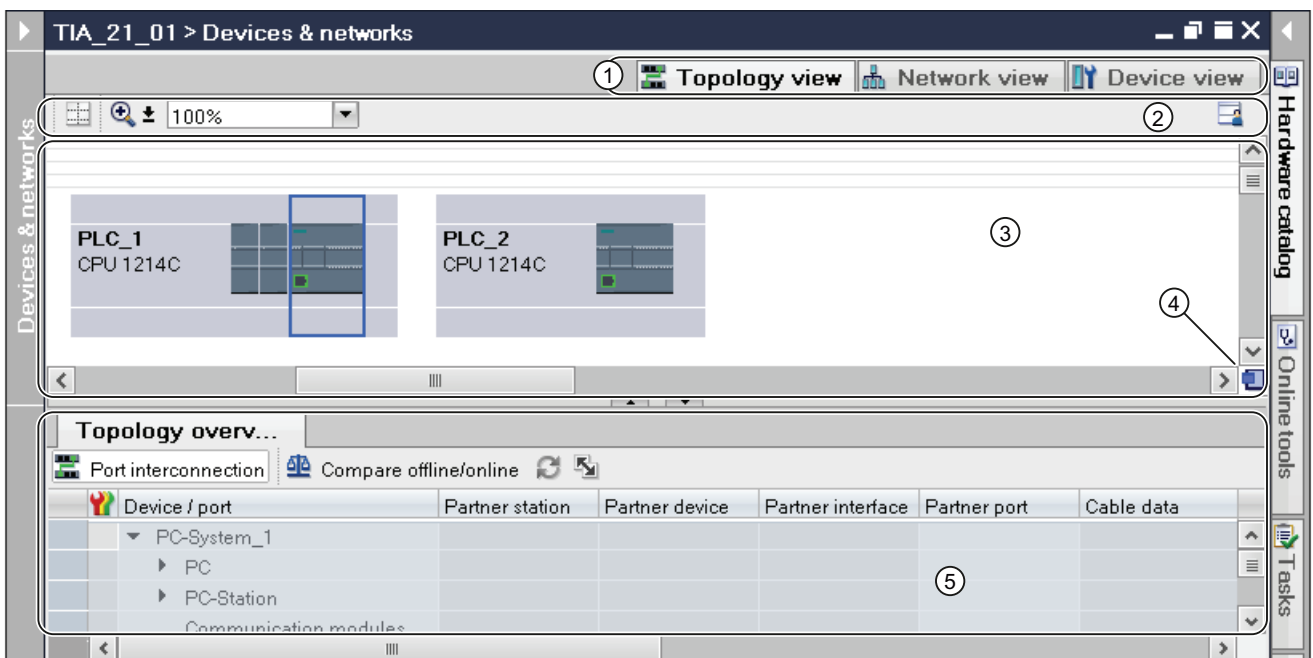 TIA_21_01 > Devices & networks
1 Topology view Network view Device view
100% 2
Devices & networks
3
PLC_1
CPU 1214C
PLC_2
CPU 1214C
4
Hardware catalog
Online tools
Tasks
Topology overv...
Port interconnection Compare offline/online
Device / port Partner station Partner device Partner interface Partner port Cable data
PC-System_1
PC
PC-Station
5
Communication modules